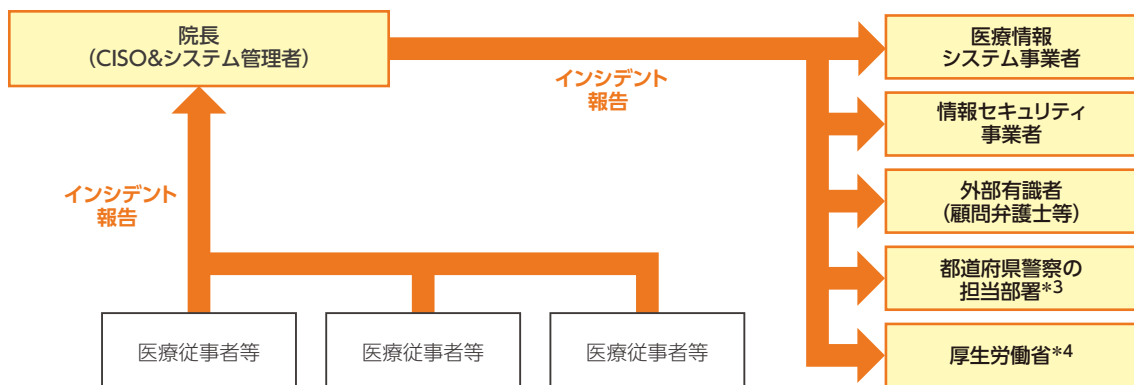 院長
(CISO&システム管理者)
インシデント
報告
医療情報
システム事業者
情報セキュリティ
事業者
外部有識者
(顧問弁護士等)
都道府県警察の
担当部署*3
厚生労働省*4
インシデント
報告
医療従事者等
医療従事者等
医療従事者等